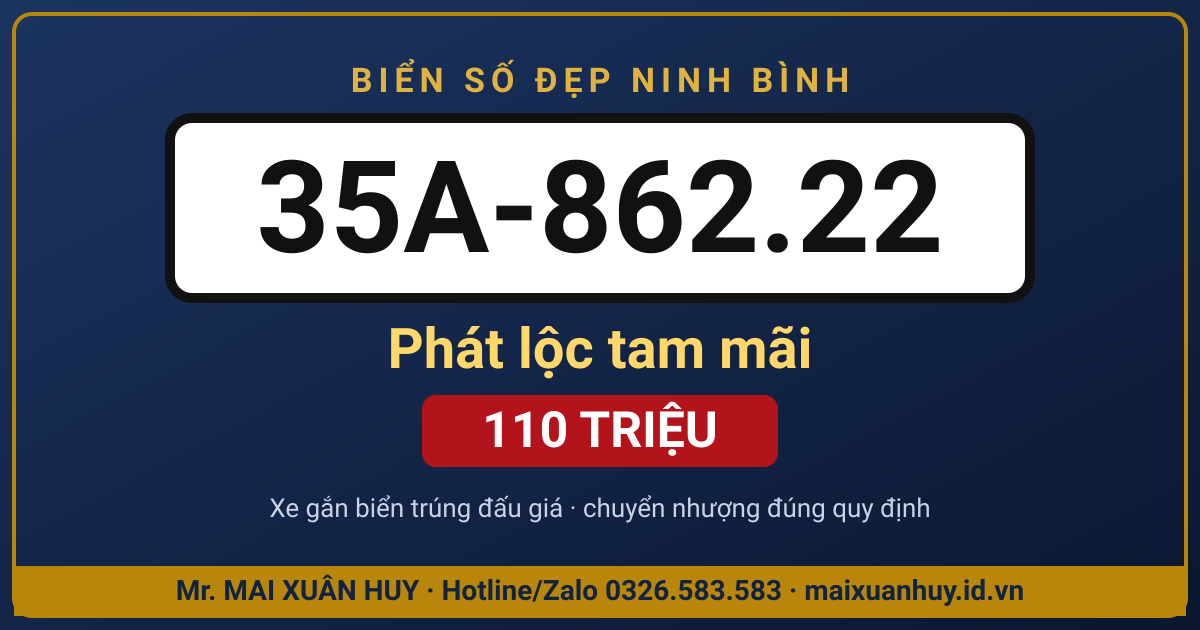 BIỂN SỐ ĐẸP NINH BÌNH
35A-862.22
Phát lộc tam mãi
110 TRIỆU
Xe gắn biển trúng đấu giá · chuyển nhượng đúng quy định
Mr. MAI XUÂN HUY · Hotline/Zalo 0326.583.583 · maixuanhuy.id.vn